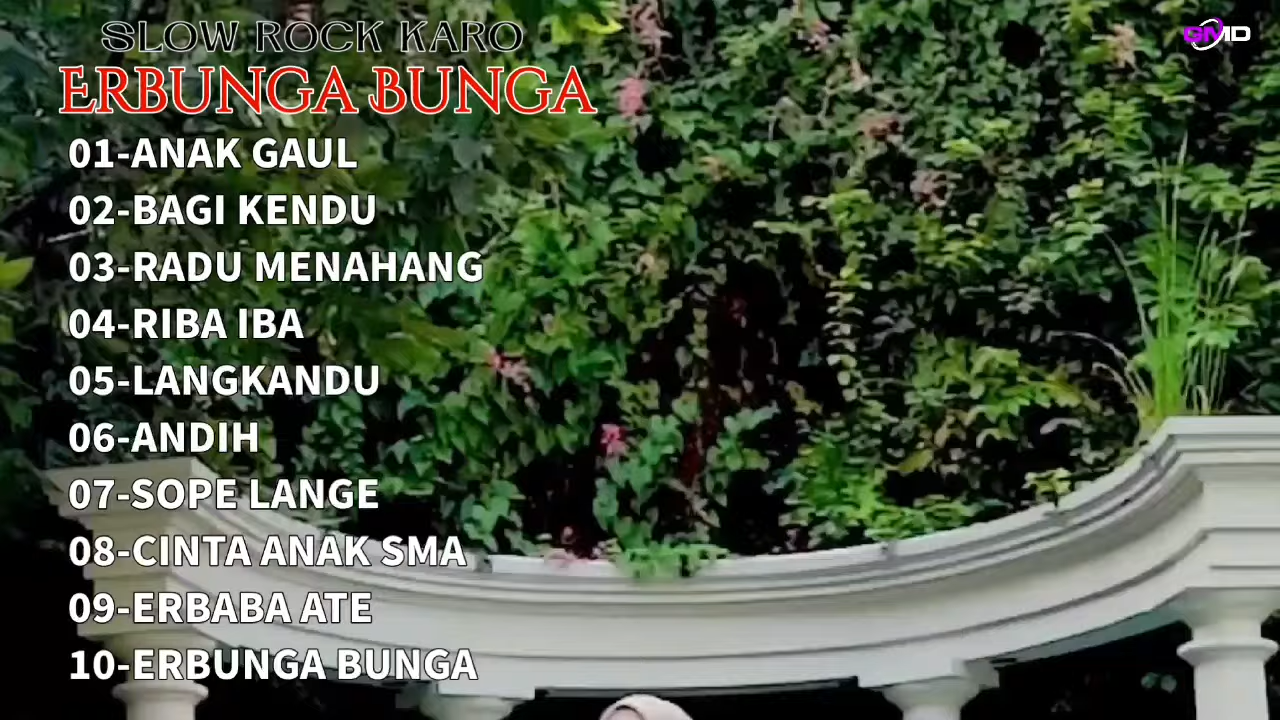 SLOW ROCK KARO
ERBUNGA BUNGA
GMD
01-ANAK GAUL
02-BAGI KENDU
03-RADU MENAHANG
04-RIBA IBA
05-LANGKANDU
06-ANDIH
07-SOPE LANGE
08-CINTA ANAK SMA
09-ERBABA ATE
10-ERBUNGA BUNGA